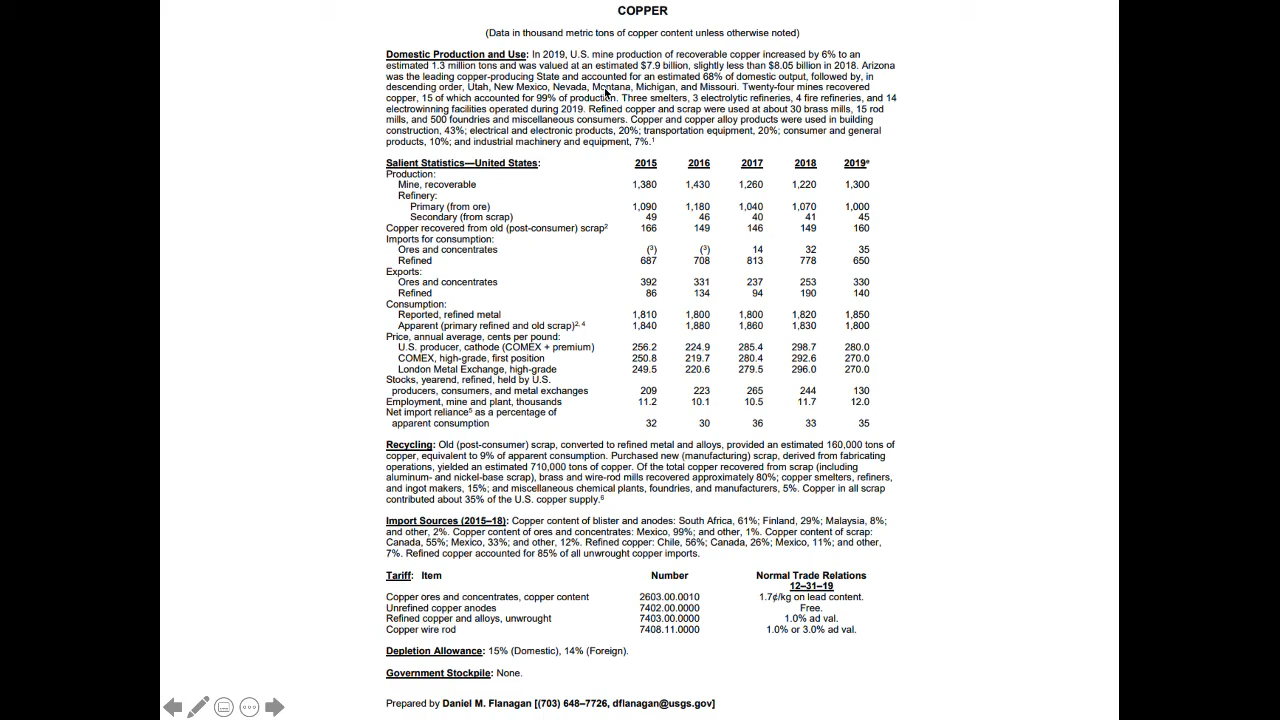 COPPER
(Data in thousand metric tons of copper content unless otherwise noted)
Domestic Production and Use: In 2019, U.S. mine production of recoverable copper increased by 6% to an
estimated 1.3 million tons and was valued at an estimated $7.9 billion, slightly less than $8.05 billion in 2018. Arizona
was the leading copper-producing State and accounted for an estimated 68% of domestic output, followed by, in
descending order, Utah, New Mexico, Nevada, Montana, Michigan, and Missouri. Twenty-four mines recovered
copper, 15 of which accounted for 99% of production. Three smelters, 3 electrolytic refineries, 4 fire refineries, and 14
electrowinning facilities operated during 2019. Refined copper and scrap were used at about 30 brass mills, 15 rod
mills, and 500 foundries and miscellaneous consumers. Copper and copper alloy products were used in building
construction, 43%; electrical and electronic products, 20%; transportation equipment, 20%; consumer and general
products, 10%; and industrial machinery and equipment, 7%.¹
Salient Statistics—United States: 2015 2016 2017 2018 2019ᵉ
Production:
Mine, recoverable 1,380 1,430 1,260 1,220 1,300
Refinery:
Primary (from ore) 1,090 1,180 1,040 1,070 1,000
Secondary (from scrap) 49 46 40 41 45
Copper recovered from old (post-consumer) scrap² 166 149 146 149 160
Imports for consumption:
Ores and concentrates (³) (³) 14 32 35
Refined 687 708 813 778 650
Exports:
Ores and concentrates 392 331 237 253 330
Refined 86 134 94 190 140
Consumption:
Reported, refined metal 1,810 1,800 1,800 1,820 1,850
Apparent (primary refined and old scrap)²˒ ⁴ 1,840 1,880 1,860 1,830 1,800
Price, annual average, cents per pound:
U.S. producer, cathode (COMEX + premium) 256.2 224.9 285.4 298.7 280.0
COMEX, high-grade, first position 250.8 219.7 280.4 292.6 270.0
London Metal Exchange, high-grade 249.5 220.6 279.5 296.0 270.0
Stocks, yearend, refined, held by U.S.
producers, consumers, and metal exchanges 209 223 265 244 130
Employment, mine and plant, thousands 11.2 10.1 10.5 11.7 12.0
Net import reliance⁵ as a percentage of
apparent consumption 32 30 36 33 35
Recycling: Old (post-consumer) scrap, converted to refined metal and alloys, provided an estimated 160,000 tons of
copper, equivalent to 9% of apparent consumption. Purchased new (manufacturing) scrap, derived from fabricating
operations, yielded an estimated 710,000 tons of copper. Of the total copper recovered from scrap (including
aluminum- and nickel-base scrap), brass and wire-rod mills recovered approximately 80%; copper smelters, refiners,
and ingot makers, 15%; and miscellaneous chemical plants, foundries, and manufacturers, 5%. Copper in all scrap
contributed about 35% of the U.S. copper supply.⁶
Import Sources (2015–18): Copper content of blister and anodes: South Africa, 61%; Finland, 29%; Malaysia, 8%;
and other, 2%. Copper content of ores and concentrates: Mexico, 99%; and other, 1%. Copper content of scrap:
Canada, 55%; Mexico, 33%; and other, 12%. Refined copper: Chile, 56%; Canada, 26%; Mexico, 11%; and other,
7%. Refined copper accounted for 85% of all unwrought copper imports.
Tariff: Item Number Normal Trade Relations
12–31–19
Copper ores and concentrates, copper content 2603.00.0010 1.7¢/kg on lead content.
Unrefined copper anodes 7402.00.0000 Free.
Refined copper and alloys, unwrought 7403.00.0000 1.0% ad val.
Copper wire rod 7408.11.0000 1.0% or 3.0% ad val.
Depletion Allowance: 15% (Domestic), 14% (Foreign).
Government Stockpile: None.
Prepared by Daniel M. Flanagan [(703) 648–7726, dflanagan@usgs.gov]